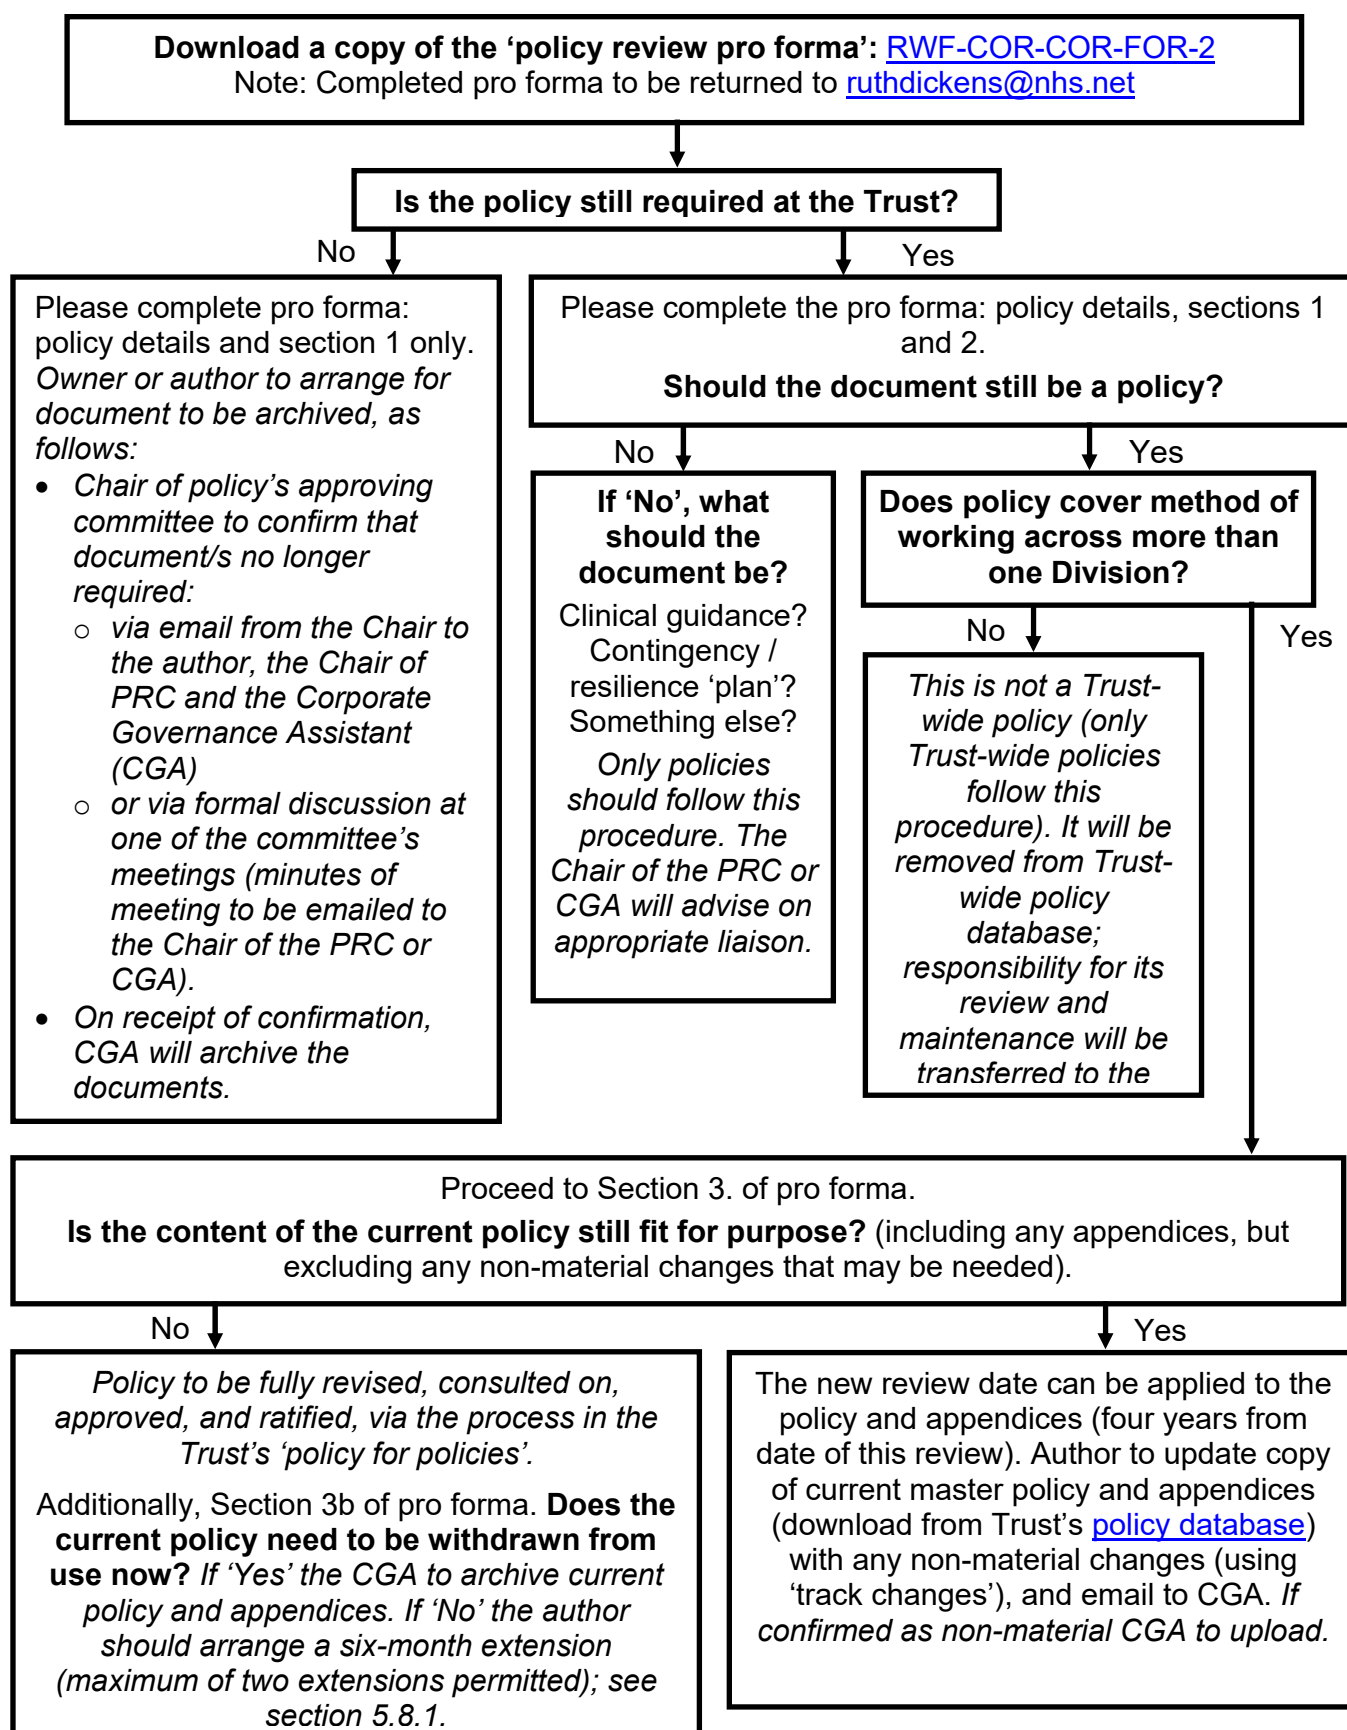 Download a copy of the ‘policy review pro forma’: RWF-COR-COR-FOR-2
Note: Completed pro forma to be returned to ruthdickens@nhs.net
Is the policy still required at the Trust?
No
Yes
Please complete pro forma:
policy details and section 1 only.
Owner or author to arrange for
document to be archived, as
follows:
• Chair of policy’s approving
committee to confirm that
document/s no longer
required:
o via email from the Chair to
the author, the Chair of
PRC and the Corporate
Governance Assistant
(CGA)
o or via formal discussion at
one of the committee’s
meetings (minutes of
meeting to be emailed to
the Chair of the PRC or
CGA).
• On receipt of confirmation,
CGA will archive the
documents.
Please complete the pro forma: policy details, sections 1
and 2.
Should the document still be a policy?
No
Yes
If ‘No’, what
should the
document be?
Clinical guidance?
Contingency /
resilience ‘plan’?
Something else?
Only policies
should follow this
procedure. The
Chair of the PRC or
CGA will advise on
appropriate liaison.
Does policy cover method of
working across more than
one Division?
No
Yes
This is not a Trust-
wide policy (only
Trust-wide policies
follow this
procedure). It will be
removed from Trust-
wide policy
database;
responsibility for its
review and
maintenance will be
transferred to the
Proceed to Section 3. of pro forma.
Is the content of the current policy still fit for purpose? (including any appendices, but
excluding any non-material changes that may be needed).
No
Yes
Policy to be fully revised, consulted on,
approved, and ratified, via the process in the
Trust’s ‘policy for policies’.
Additionally, Section 3b of pro forma. Does the
current policy need to be withdrawn from
use now? If ‘Yes’ the CGA to archive current
policy and appendices. If ‘No’ the author
should arrange a six-month extension
(maximum of two extensions permitted); see
section 5.8.1.
The new review date can be applied to the
policy and appendices (four years from
date of this review). Author to update copy
of current master policy and appendices
(download from Trust’s policy database)
with any non-material changes (using
‘track changes’), and email to CGA. If
confirmed as non-material CGA to upload.